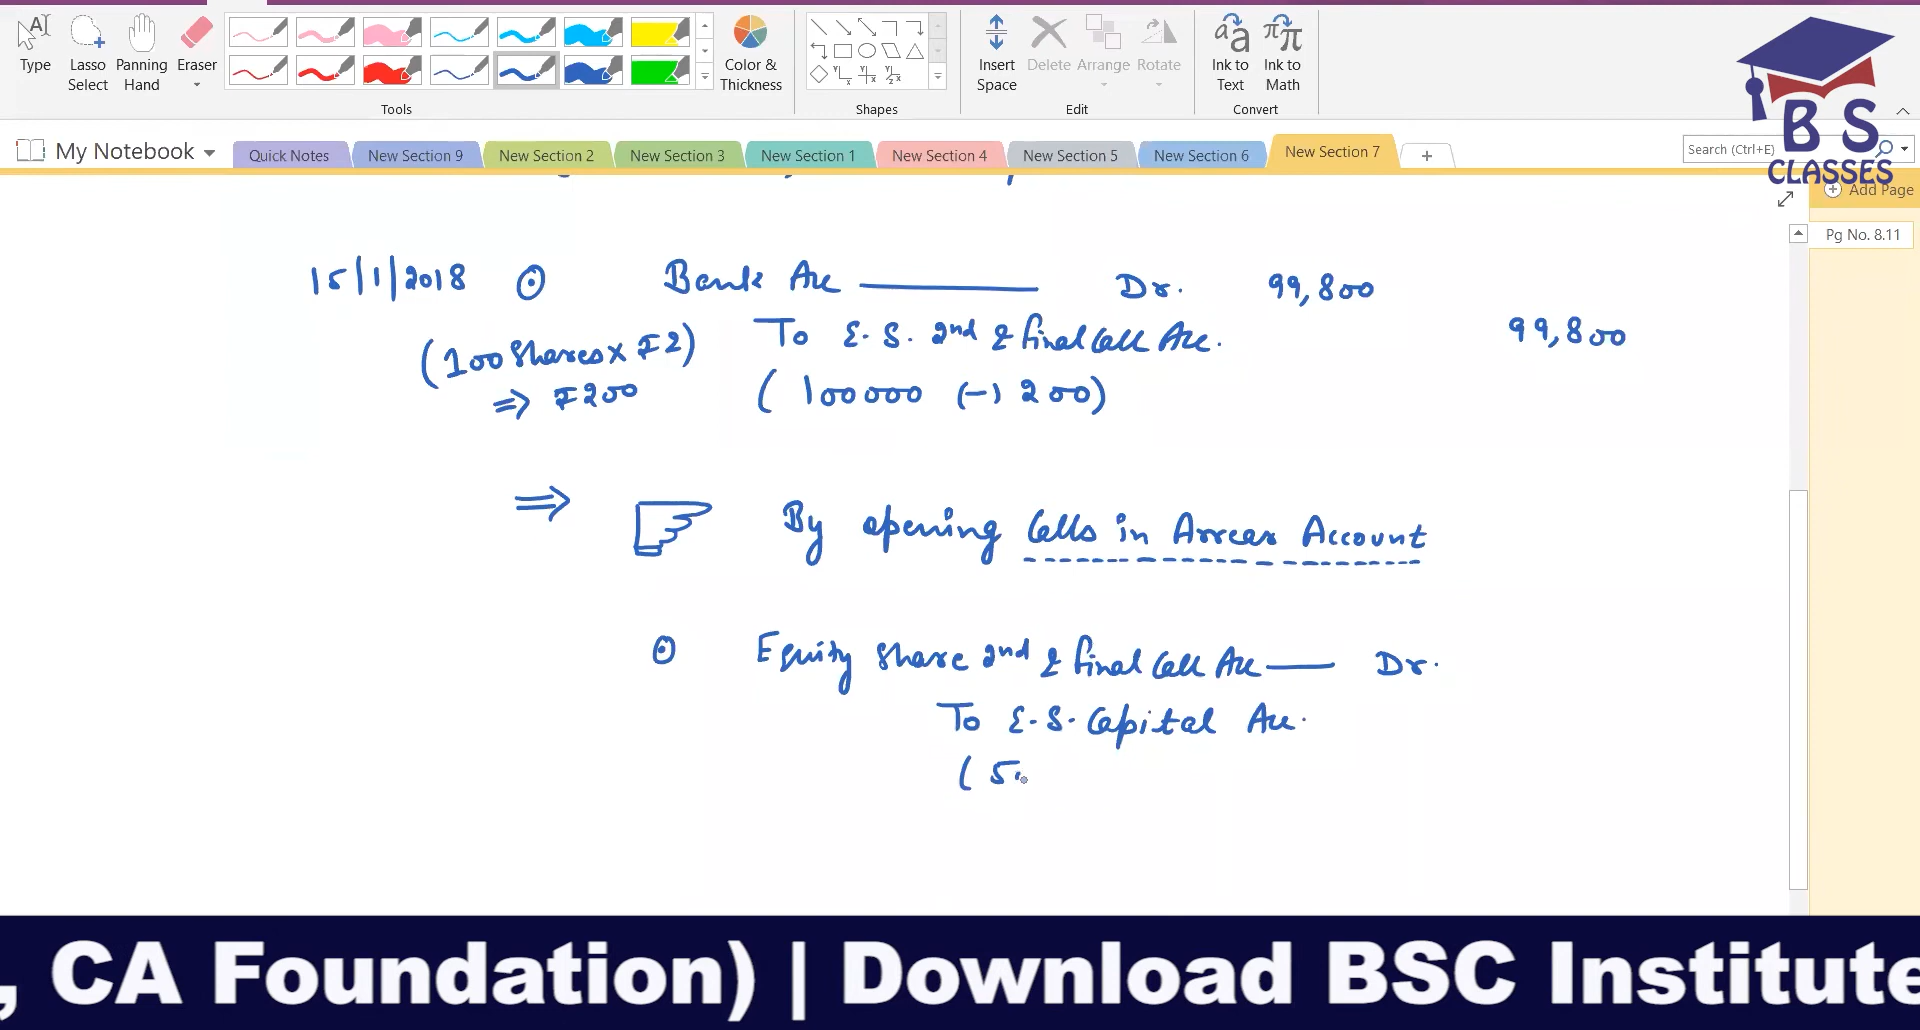 Type
Lasso Select
Panning Hand
Eraser
Color & Thickness
Insert Space
Delete
Arrange
Rotate
Ink to Text
Ink to Math
Tools
Shapes
Edit
Convert
B S
CLASSES
My Notebook
Quick Notes
New Section 9
New Section 2
New Section 3
New Section 1
New Section 4
New Section 5
New Section 6
New Section 7
Search (Ctrl+E)
Add Page
Pg No. 8.11
15/1/2018 Bank A/c Dr. 99,800
To E.S. 2nd & final Call A/c. 99,800
(100 Shares x ₹2)
⇒ ₹200
(100000 (-) 200)
⇒ By opening Calls in Arrear Account
Equity Share 2nd & final Call A/c Dr.
To E.S. Capital A/c.
( 5
, CA Foundation) | Download BSC Institute